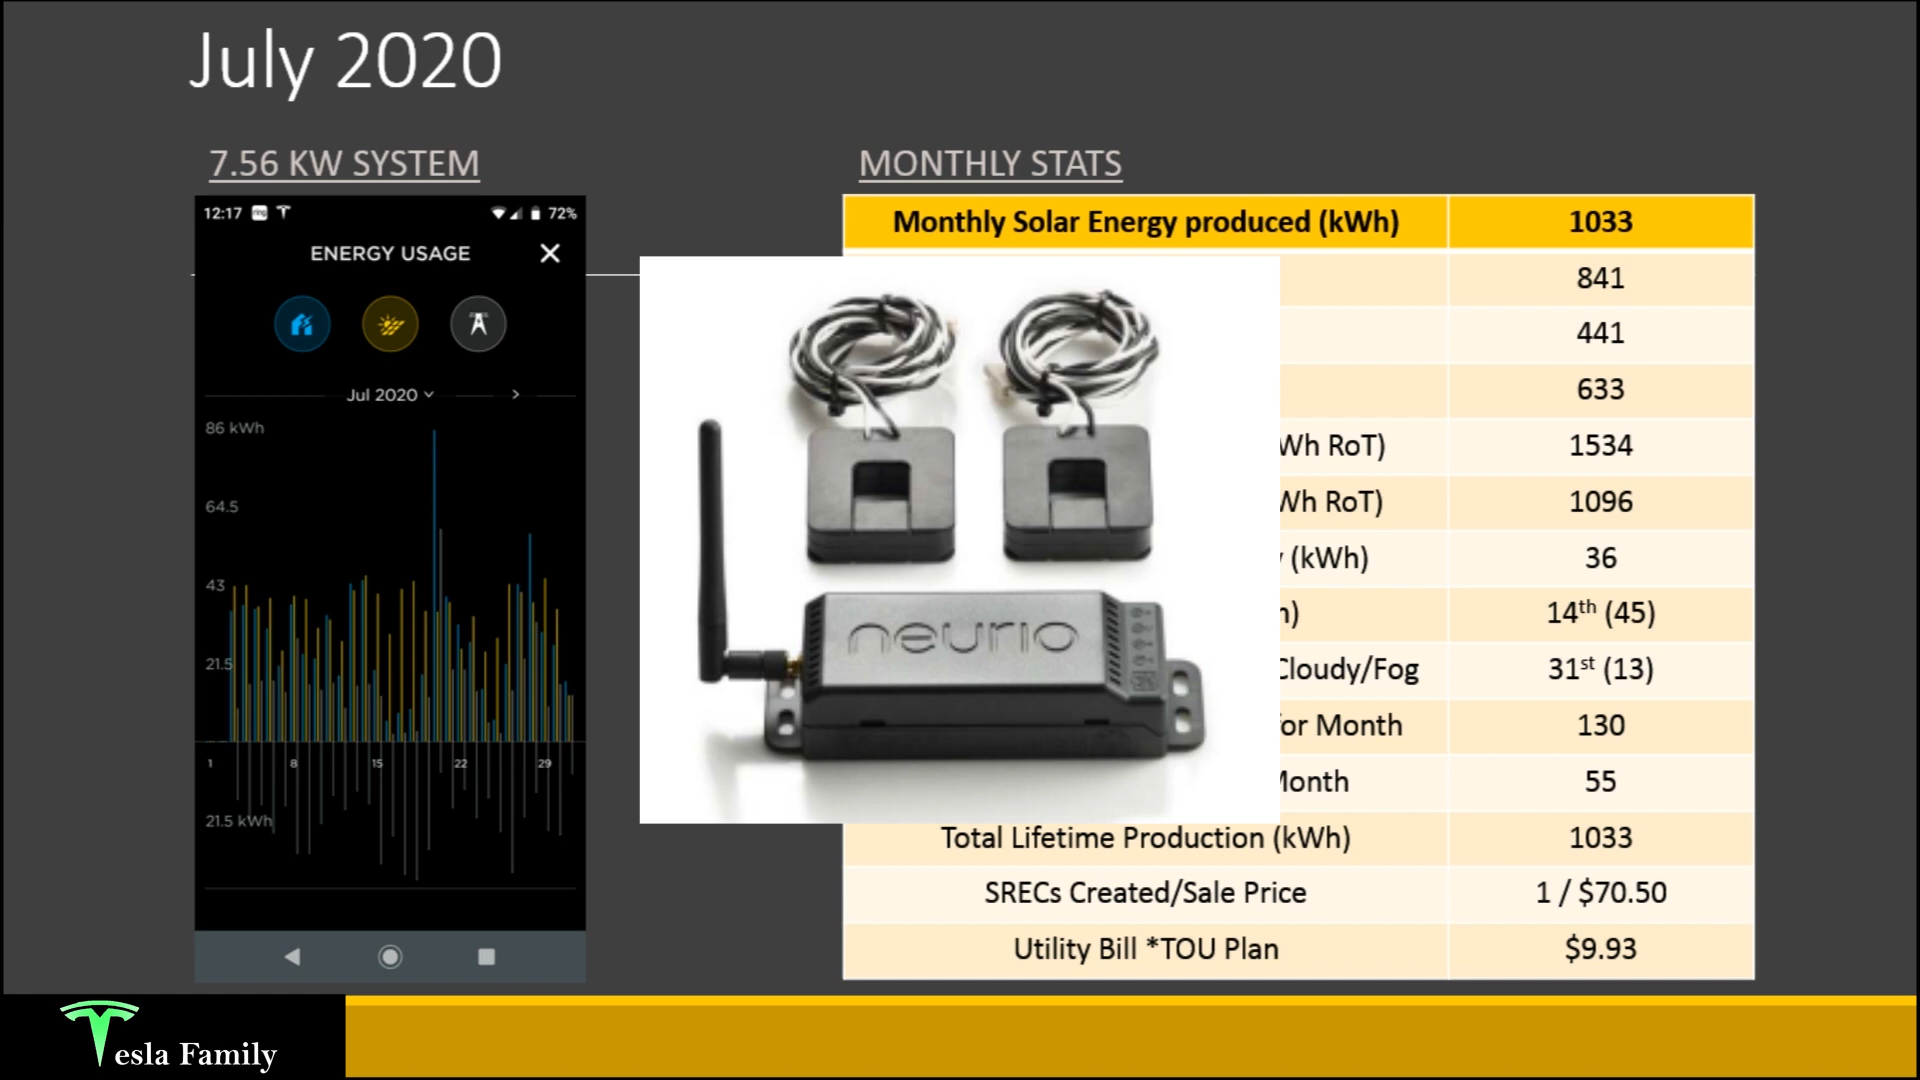 July 2020
7.56 KW SYSTEM
12:17 ring 72%
ENERGY USAGE
Jul 2020
86 kWh
64.5
43
21.5
1 8 15 22 29
21.5 kWh
MONTHLY STATS
Monthly Solar Energy produced (kWh) 1033
841
441
633
Wh RoT) 1534
Wh RoT) 1096
(kWh) 36
14th (45)
Cloudy/Fog 31st (13)
or Month 130
Month 55
Total Lifetime Production (kWh) 1033
SRECs Created/Sale Price 1 / $70.50
Utility Bill *TOU Plan $9.93
neurio
Tesla Family